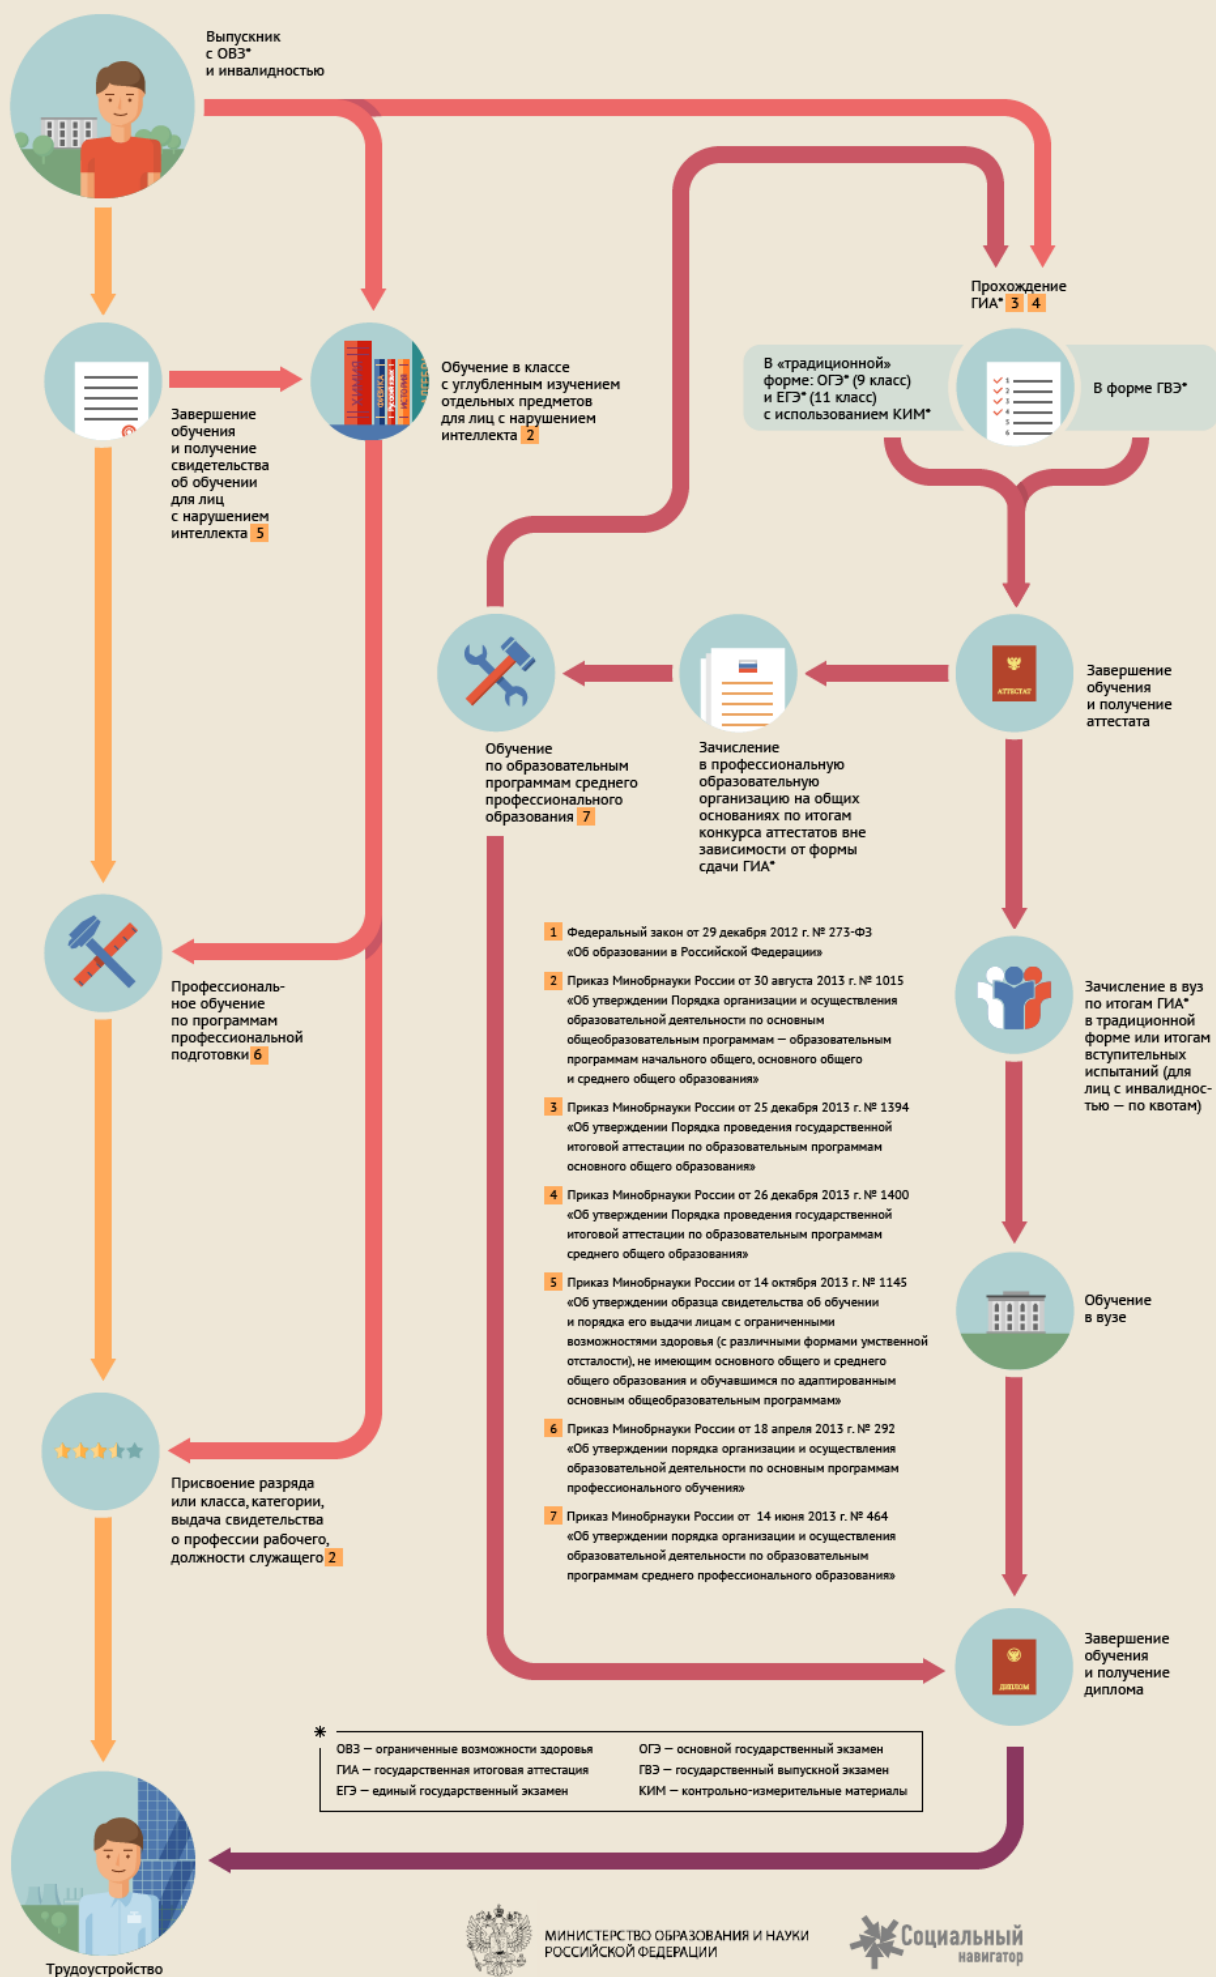 Выпускник
с ОВЗ*
и инвалидностью
Прохождение
ГИА* 3 4
В «традиционной»
форме: ОГЭ* (9 класс)
и ЕГЭ* (11 класс)
с использованием КИМ*
1
2
3
4
5
6
В форме ГВЭ*
ХИМИЯ
ФИЗИКА
ИСТОРИЯ
Обучение в классе
с углубленным изучением
отдельных предметов
для лиц с нарушением
интеллекта 2
Завершение
обучения
и получение
свидетельства
об обучении
для лиц
с нарушением
интеллекта 5
АТТЕСТАТ
Завершение
обучения
и получение
аттестата
Зачисление
в профессиональную
образовательную
организацию на общих
основаниях по итогам
конкурса аттестатов вне
зависимости от формы
сдачи ГИА*
Обучение
по образовательным
программам среднего
профессионального
образования 7
Профессиональ-
ное обучение
по программам
профессиональной
подготовки 6
Зачисление в вуз
по итогам ГИА*
в традиционной
форме или итогам
вступительных
испытаний (для
лиц с инвалиднос-
тью — по квотам)
1 Федеральный закон от 29 декабря 2012 г. № 273-ФЗ
«Об образовании в Российской Федерации»
2 Приказ Минобрнауки России от 30 августа 2013 г. № 1015
«Об утверждении Порядка организации и осуществления
образовательной деятельности по основным
общеобразовательным программам — образовательным
программам начального общего, основного общего
и среднего общего образования»
3 Приказ Минобрнауки России от 25 декабря 2013 г. № 1394
«Об утверждении Порядка проведения государственной
итоговой аттестации по образовательным программам
основного общего образования»
4 Приказ Минобрнауки России от 26 декабря 2013 г. № 1400
«Об утверждении Порядка проведения государственной
итоговой аттестации по образовательным программам
среднего общего образования»
5 Приказ Минобрнауки России от 14 октября 2013 г. № 1145
«Об утверждении образца свидетельства об обучении
и порядка его выдачи лицам с ограниченными
возможностями здоровья (с различными формами умственной
отсталости), не имеющим основного общего и среднего
общего образования и обучавшимся по адаптированным
основным общеобразовательным программам»
6 Приказ Минобрнауки России от 18 апреля 2013 г. № 292
«Об утверждении порядка организации и осуществления
образовательной деятельности по основным программам
профессионального обучения»
7 Приказ Минобрнауки России от 14 июня 2013 г. № 464
«Об утверждении порядка организации и осуществления
образовательной деятельности по образовательным
программам среднего профессионального образования»
Обучение
в вузе
Присвоение разряда
или класса, категории,
выдача свидетельства
о профессии рабочего,
должности служащего 2
ДИПЛОМ
Завершение
обучения
и получение
диплома
*
ОВЗ — ограниченные возможности здоровья
ГИА — государственная итоговая аттестация
ЕГЭ — единый государственный экзамен
ОГЭ — основной государственный экзамен
ГВЭ — государственный выпускной экзамен
КИМ — контрольно-измерительные материалы
Трудоустройство
МИНИСТЕРСТВО ОБРАЗОВАНИЯ И НАУКИ
РОССИЙСКОЙ ФЕДЕРАЦИИ
Социальный
навигатор